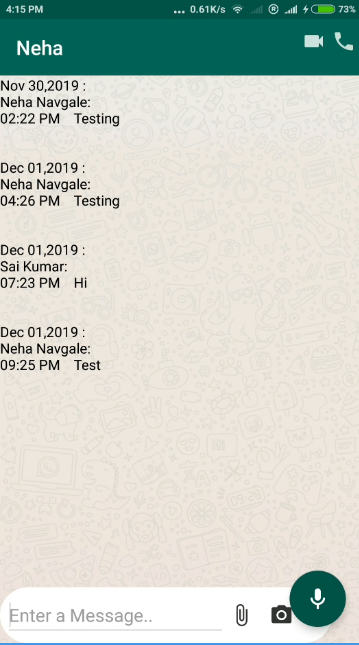 4:15 PM ... 0.61K/s R 73%
Neha
Nov 30,2019 :
Neha Navgale:
02:22 PM Testing
Dec 01,2019 :
Neha Navgale:
04:26 PM Testing
Dec 01,2019 :
Sai Kumar:
07:23 PM Hi
Dec 01,2019 :
Neha Navgale:
09:25 PM Test
Enter a Message..